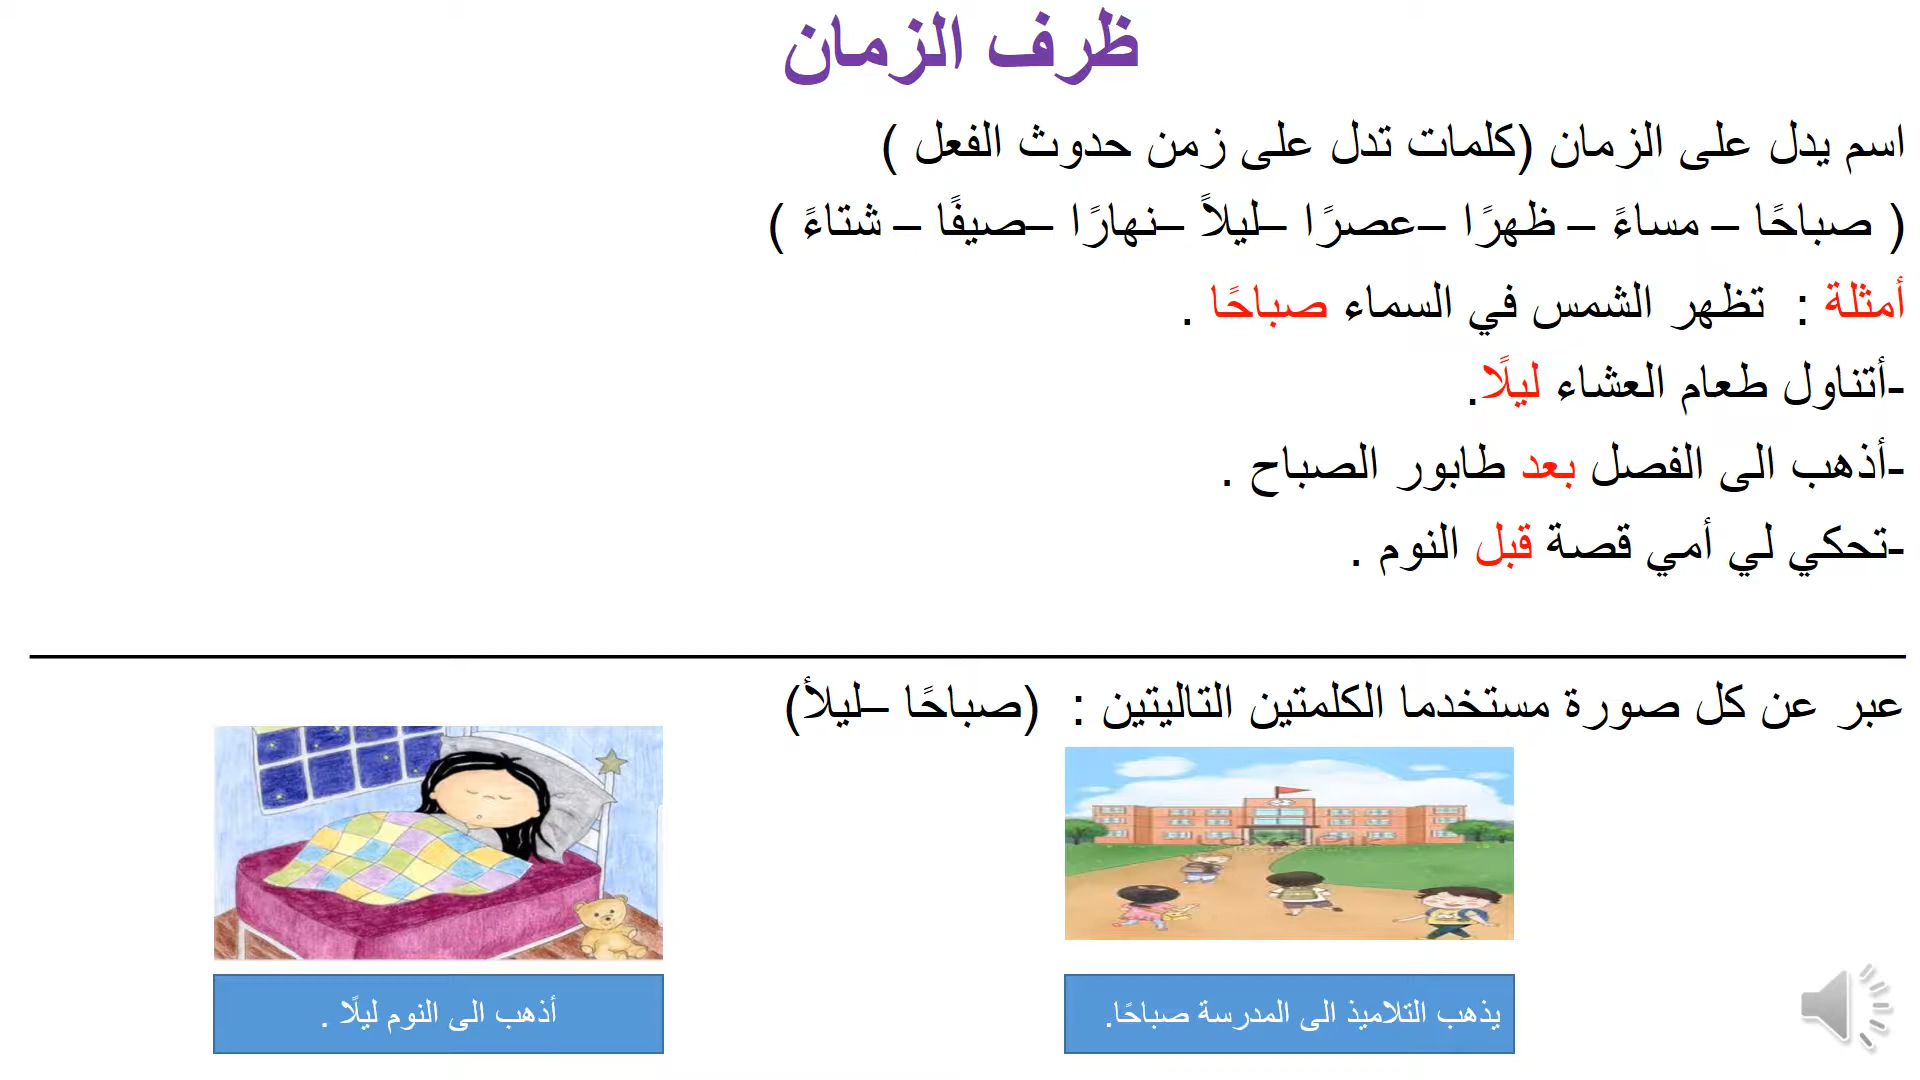 ظرف الزمان
اسم يدل على الزمان (كلمات تدل على زمن حدوث الفعل )
( صباحًا – مساءً – ظهرًا –عصرًا –ليلاً –نهارًا –صيفًا – شتاءً )
أمثلة : تظهر الشمس في السماء صباحًا .
-أتناول طعام العشاء ليلًا.
-أذهب الى الفصل بعد طابور الصباح .
-تحكي لي أمي قصة قبل النوم .
عبر عن كل صورة مستخدما الكلمتين التاليتين : (صباحًا –ليلأ)
يذهب التلاميذ الى المدرسة صباحًا.
أذهب الى النوم ليلًا .